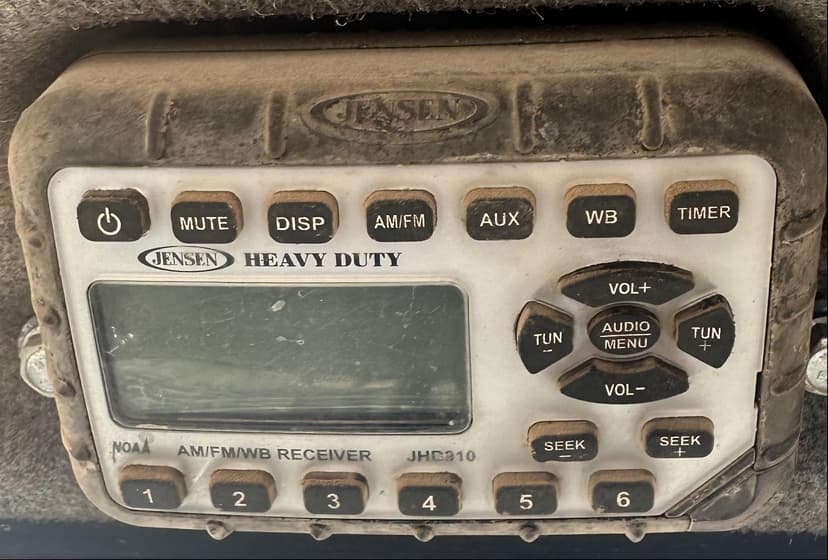 JENSEN
MUTE DISP AM/FM AUX WB TIMER
JENSEN HEAVY DUTY
VOL+
TUN - AUDIO MENU TUN +
VOL-
SEEK - SEEK +
NOAA AM/FM/WB RECEIVER JHD910
1 2 3 4 5 6